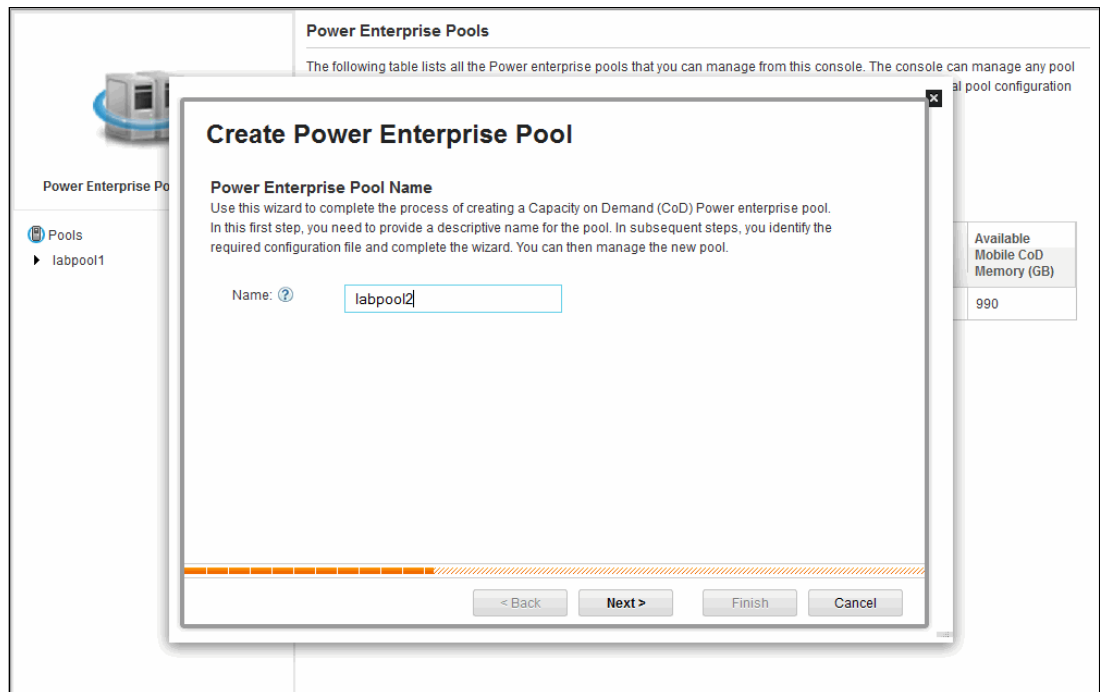 Power Enterprise Pools
The following table lists all the Power enterprise pools that you can manage from this console. The console can manage any pool
al pool configuration
Power Enterprise Po
Pools
labpool1
Available
Mobile CoD
Memory (GB)
990
Create Power Enterprise Pool
Power Enterprise Pool Name
Use this wizard to complete the process of creating a Capacity on Demand (CoD) Power enterprise pool.
In this first step, you need to provide a descriptive name for the pool. In subsequent steps, you identify the
required configuration file and complete the wizard. You can then manage the new pool.
Name: ?
labpool2
< Back
Next >
Finish
Cancel